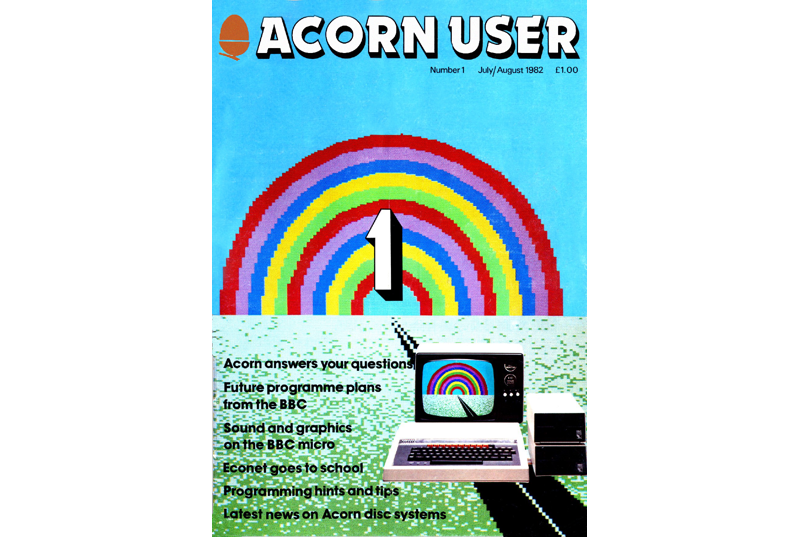 ACORN USER
Number 1 July/August 1982 £1.00
1
Acorn answers your questions
Future programme plans
from the BBC
Sound and graphics
on the BBC micro
Econet goes to school
Programming hints and tips
Latest news on Acorn disc systems